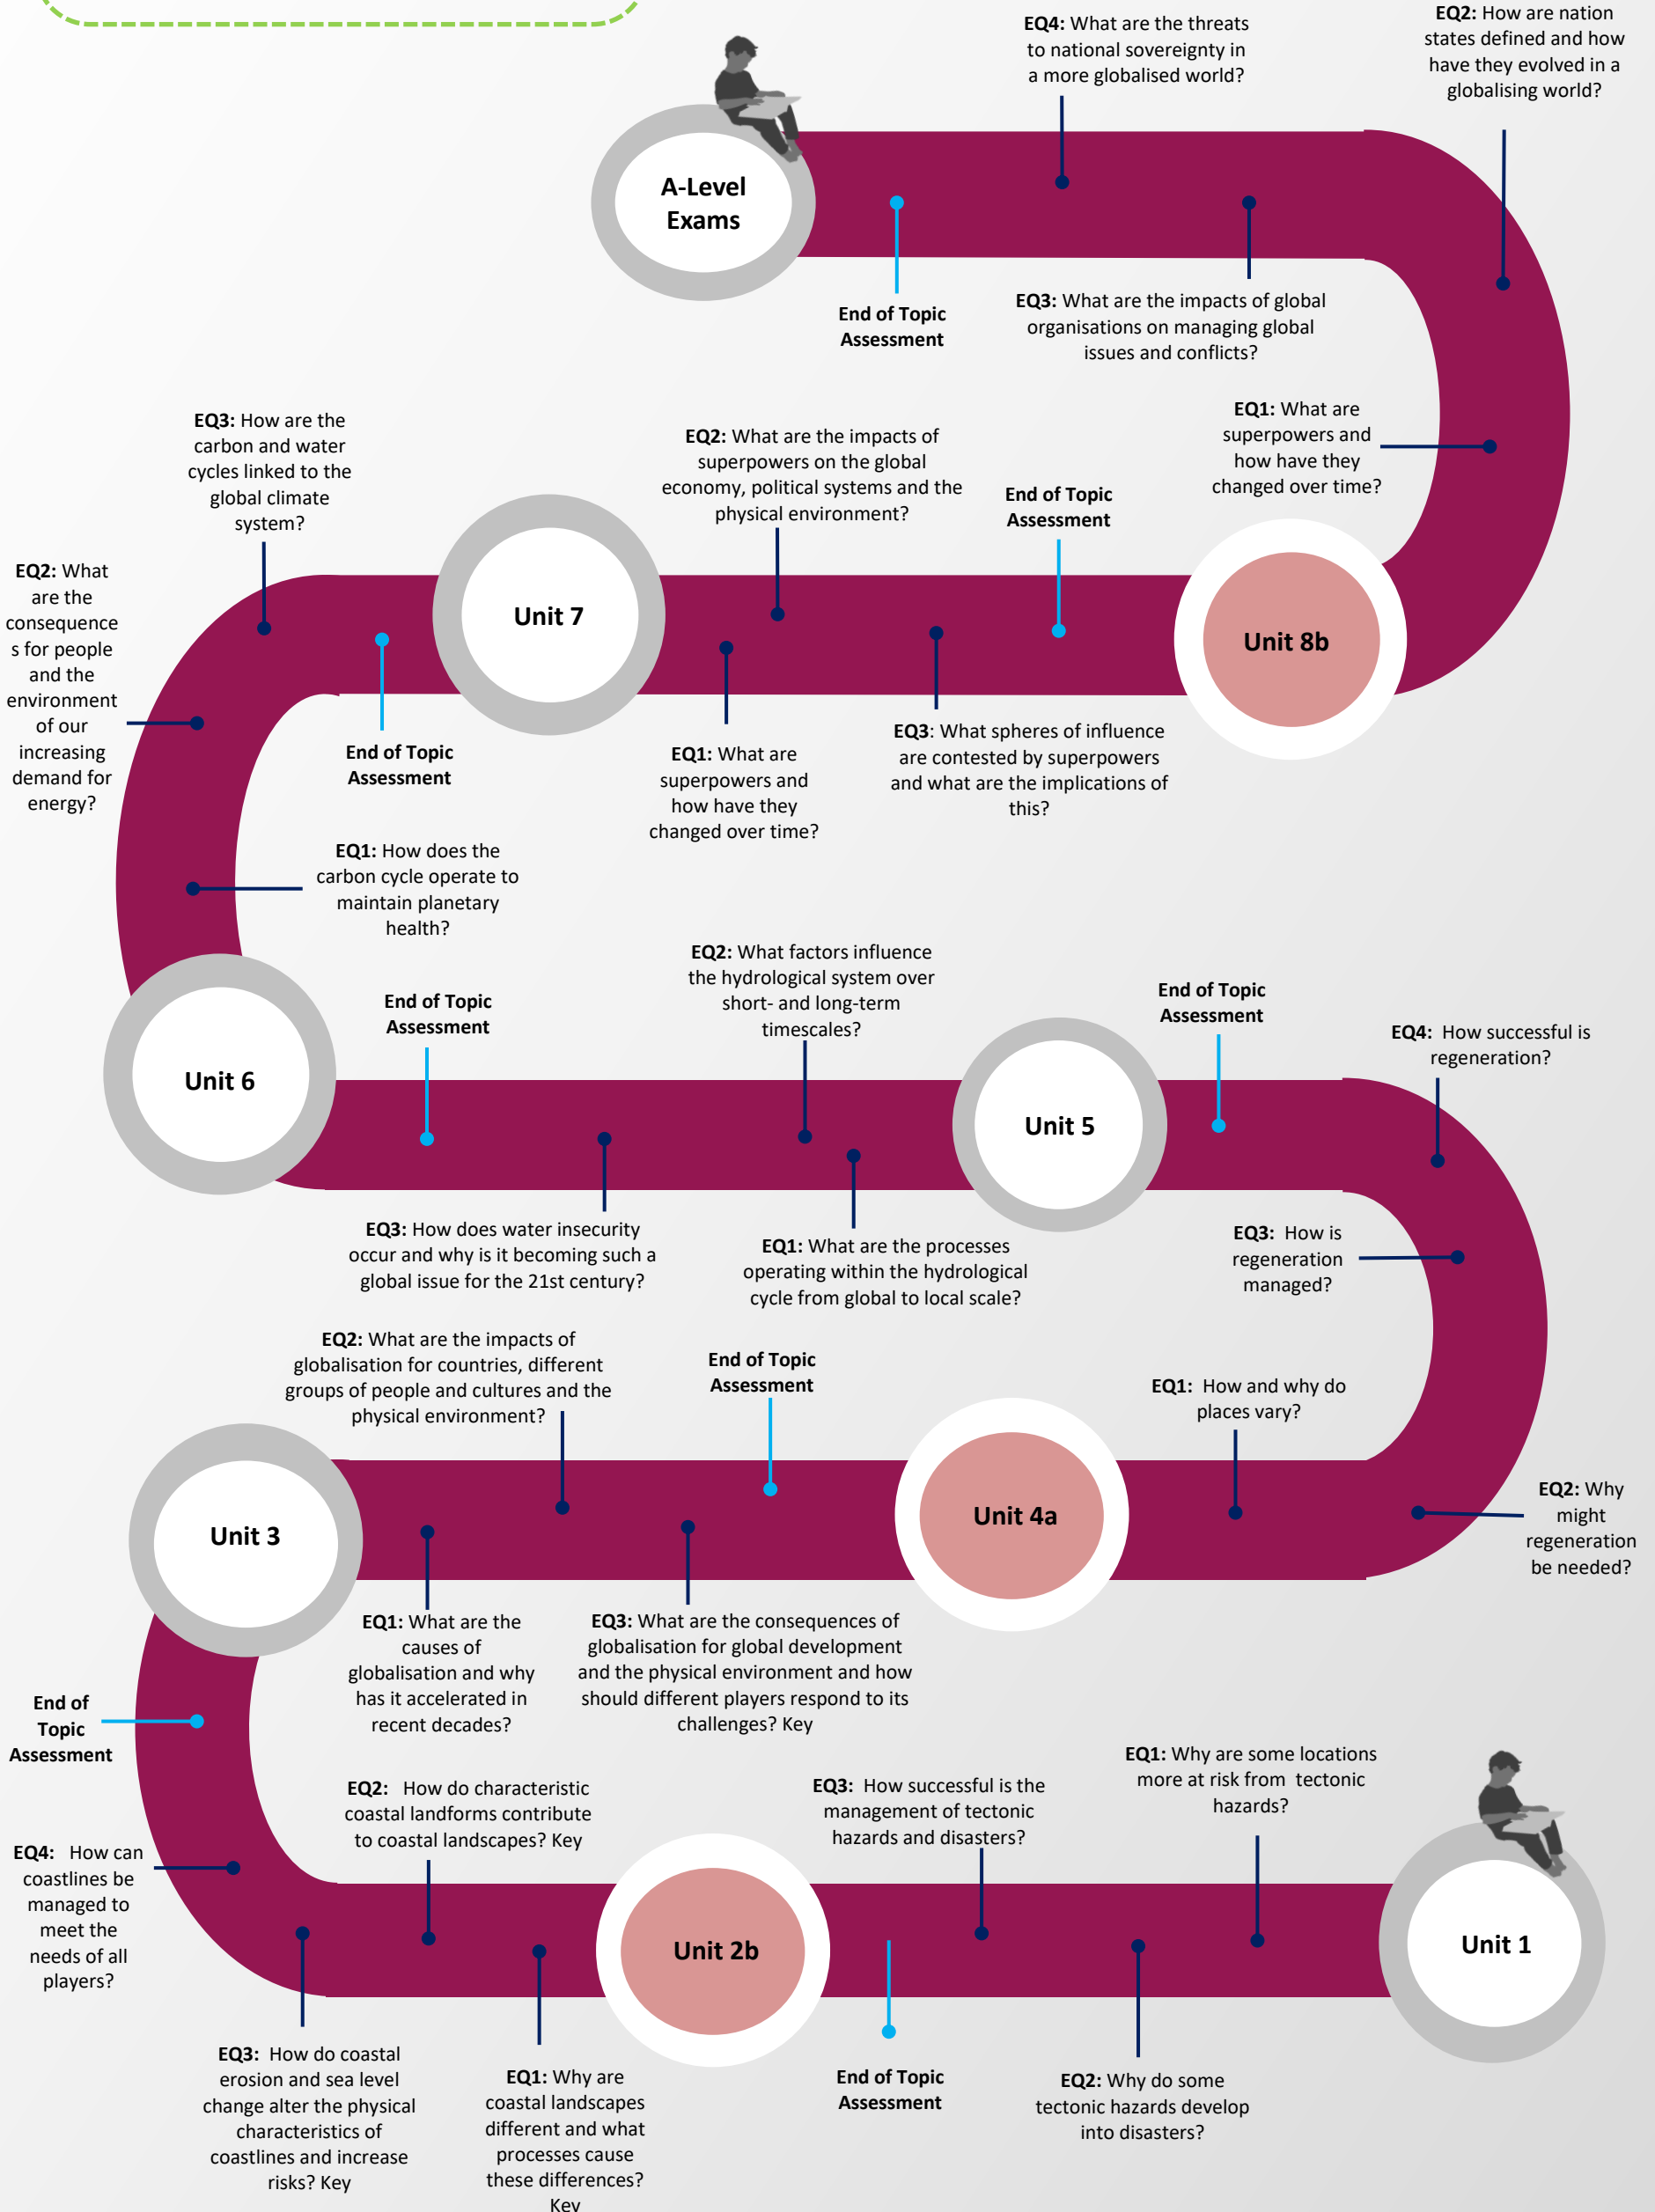 EQ4: What are the threats
to national sovereignty in
a more globalised world?
EQ2: How are nation
states defined and how
have they evolved in a
globalising world?
A-Level
Exams
End of Topic
Assessment
EQ3: What are the impacts of global
organisations on managing global
issues and conflicts?
EQ1: What are
superpowers and
how have they
changed over time?
EQ3: How are the
carbon and water
cycles linked to the
global climate
system?
EQ2: What are the impacts of
superpowers on the global
economy, political systems and the
physical environment?
End of Topic
Assessment
EQ2: What
are the
consequence
s for people
and the
environment
of our
increasing
demand for
energy?
Unit 7
Unit 8b
End of Topic
Assessment
EQ1: What are
superpowers and
how have they
changed over time?
EQ3: What spheres of influence
are contested by superpowers
and what are the implications of
this?
EQ1: How does the
carbon cycle operate to
maintain planetary
health?
End of Topic
Assessment
EQ2: What factors influence
the hydrological system over
short- and long-term
timescales?
End of Topic
Assessment
EQ4: How successful is
regeneration?
Unit 6
Unit 5
EQ3: How does water insecurity
occur and why is it becoming such a
global issue for the 21st century?
EQ1: What are the processes
operating within the hydrological
cycle from global to local scale?
EQ3: How is
regeneration
managed?
EQ2: What are the impacts of
globalisation for countries, different
groups of people and cultures and the
physical environment?
End of Topic
Assessment
EQ1: How and why do
places vary?
Unit 3
Unit 4a
EQ2: Why
might
regeneration
be needed?
EQ1: What are the
causes of
globalisation and why
has it accelerated in
recent decades?
EQ3: What are the consequences of
globalisation for global development
and the physical environment and how
should different players respond to its
challenges? Key
End of
Topic
Assessment
EQ2: How do characteristic
coastal landforms contribute
to coastal landscapes? Key
EQ3: How successful is the
management of tectonic
hazards and disasters?
EQ1: Why are some locations
more at risk from tectonic
hazards?
EQ4: How can
coastlines be
managed to
meet the
needs of all
players?
Unit 2b
Unit 1
EQ3: How do coastal
erosion and sea level
change alter the physical
characteristics of
coastlines and increase
risks? Key
EQ1: Why are
coastal landscapes
different and what
processes cause
these differences?
Key
End of Topic
Assessment
EQ2: Why do some
tectonic hazards develop
into disasters?